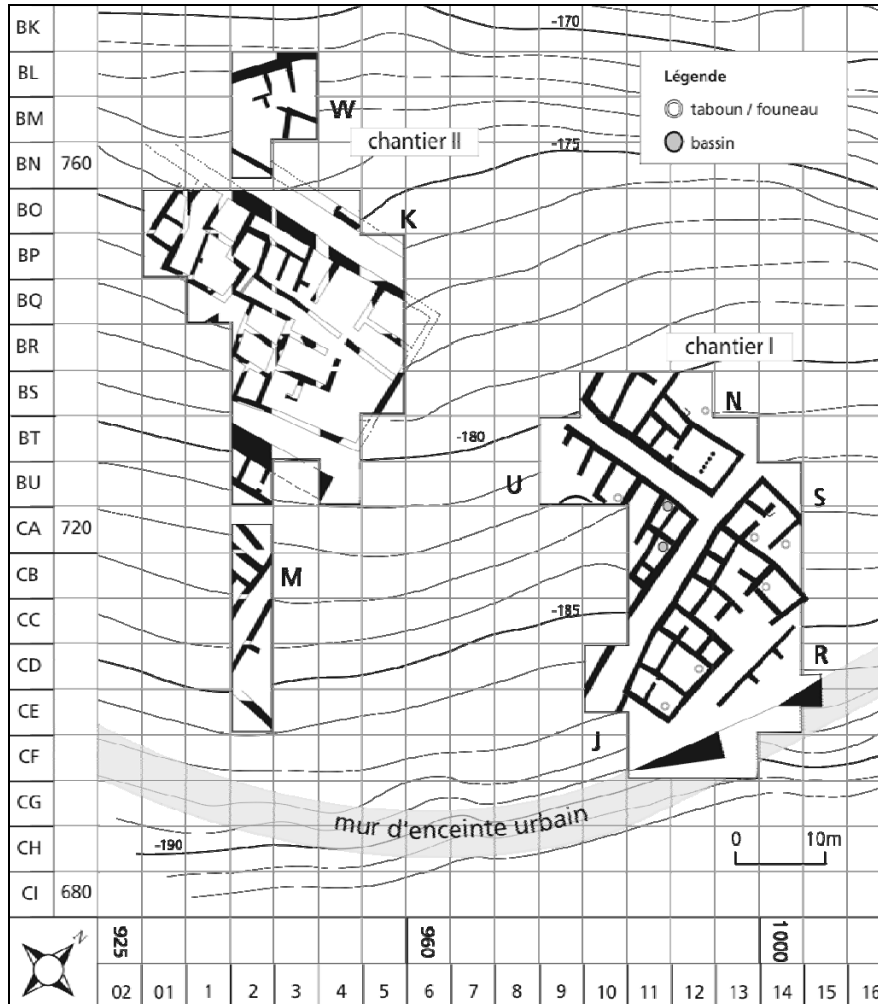 BK
-170
-190
BL
Légende
taboun / founeau
bassin
BM
W
chantier II
BN 760
-175
BO
K
BP
BQ
BR
chantier I
BS
N
BT
-180
BU
U
S
CA 720
CB
M
CC
-185
CD
R
CE
CF
J
CG
mur d'enceinte urbain
0 10m
CH
CI 680
N
925 960 1000
02 01 1 2 3 4 5 6 7 8 9 10 11 12 13 14 15 16